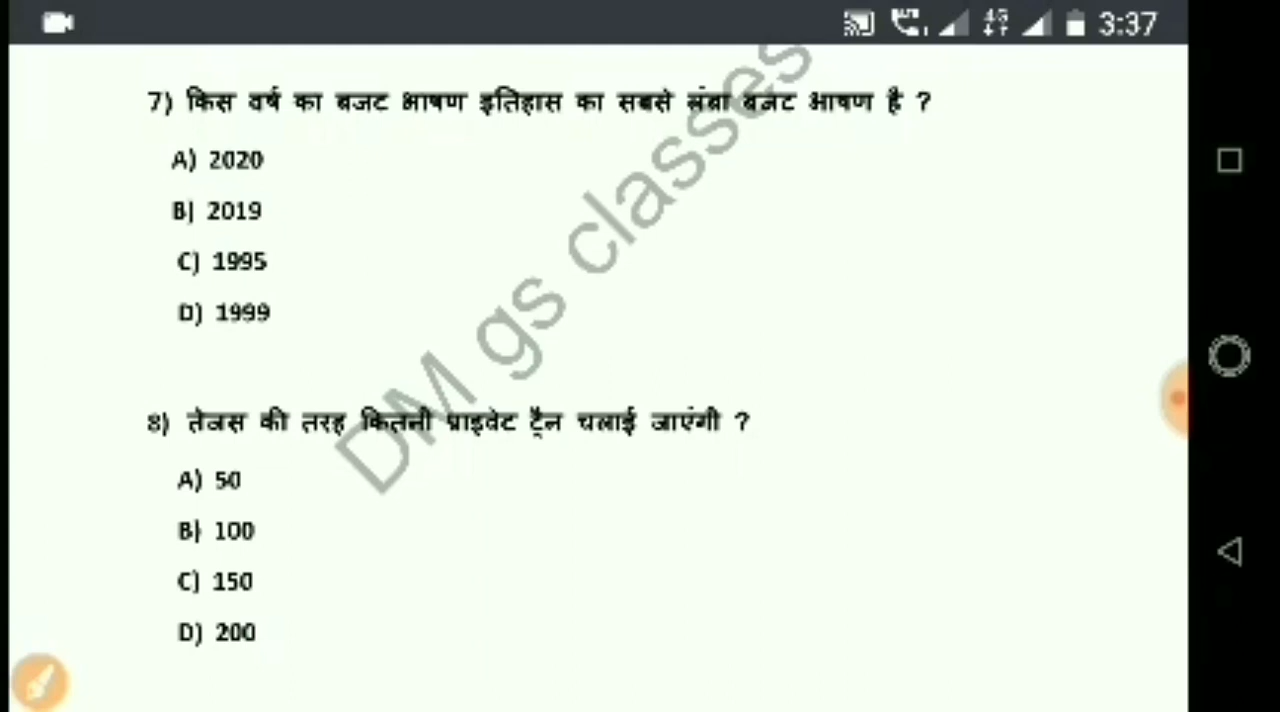 3:37
7) किस वर्ष का बजट भाषण इतिहास का सबसे लंबा बजट भाषण है ?
A) 2020
B) 2019
C) 1995
D) 1999
8) तेजस की तरह कितनी प्राइवेट ट्रैन चलाई जाएंगी ?
A) 50
B) 100
C) 150
D) 200
DM gs classes